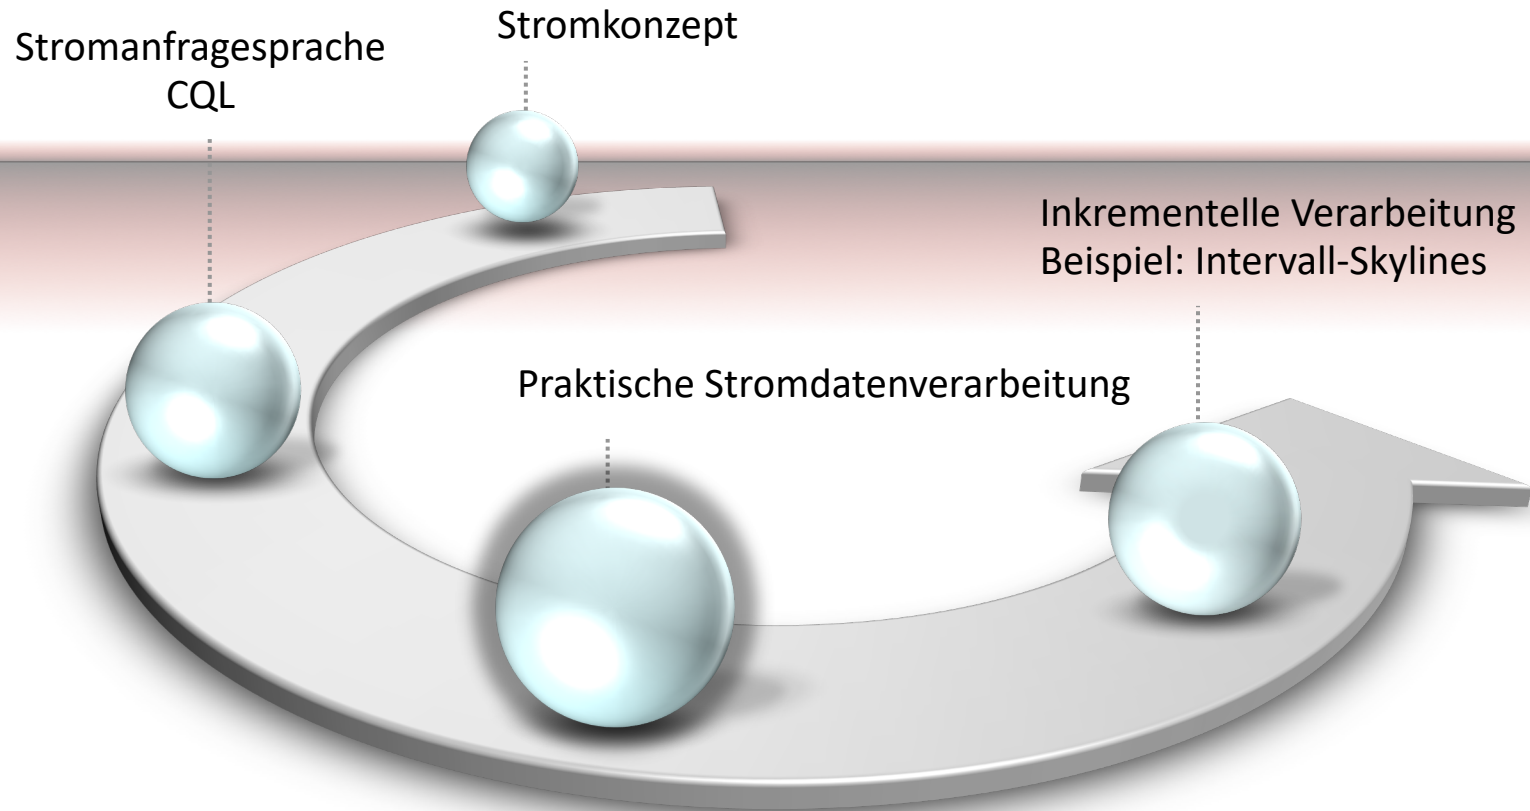 Stromkonzept
Stromanfragesprache
CQL
Inkrementelle Verarbeitung
Beispiel: Intervall-Skylines
Praktische Stromdatenverarbeitung